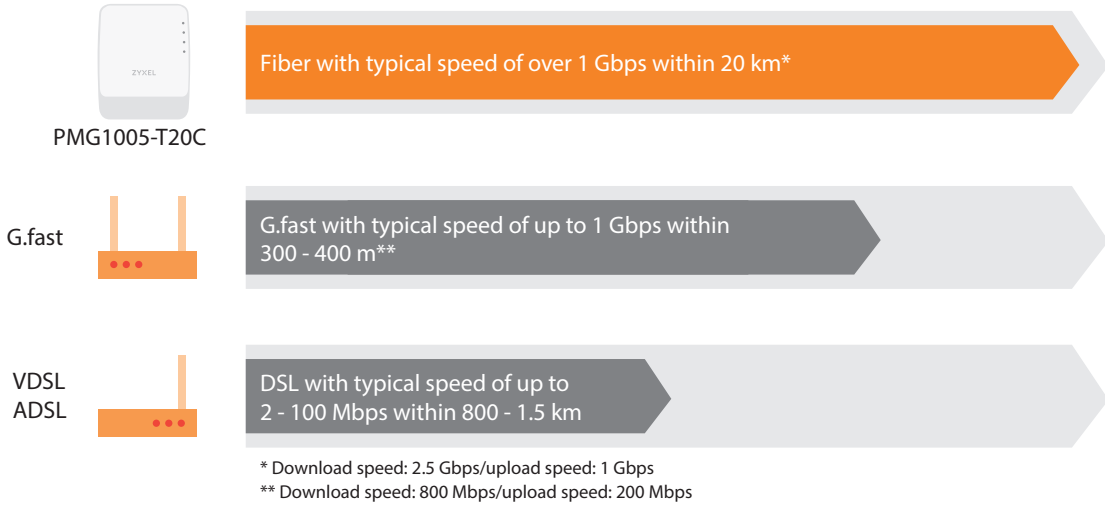 ZYXEL
PMG1005-T20C
Fiber with typical speed of over 1 Gbps within 20 km*
G.fast
G.fast with typical speed of up to 1 Gbps within
300 - 400 m**
VDSL
ADSL
DSL with typical speed of up to
2 - 100 Mbps within 800 - 1.5 km
* Download speed: 2.5 Gbps/upload speed: 1 Gbps
** Download speed: 800 Mbps/upload speed: 200 Mbps